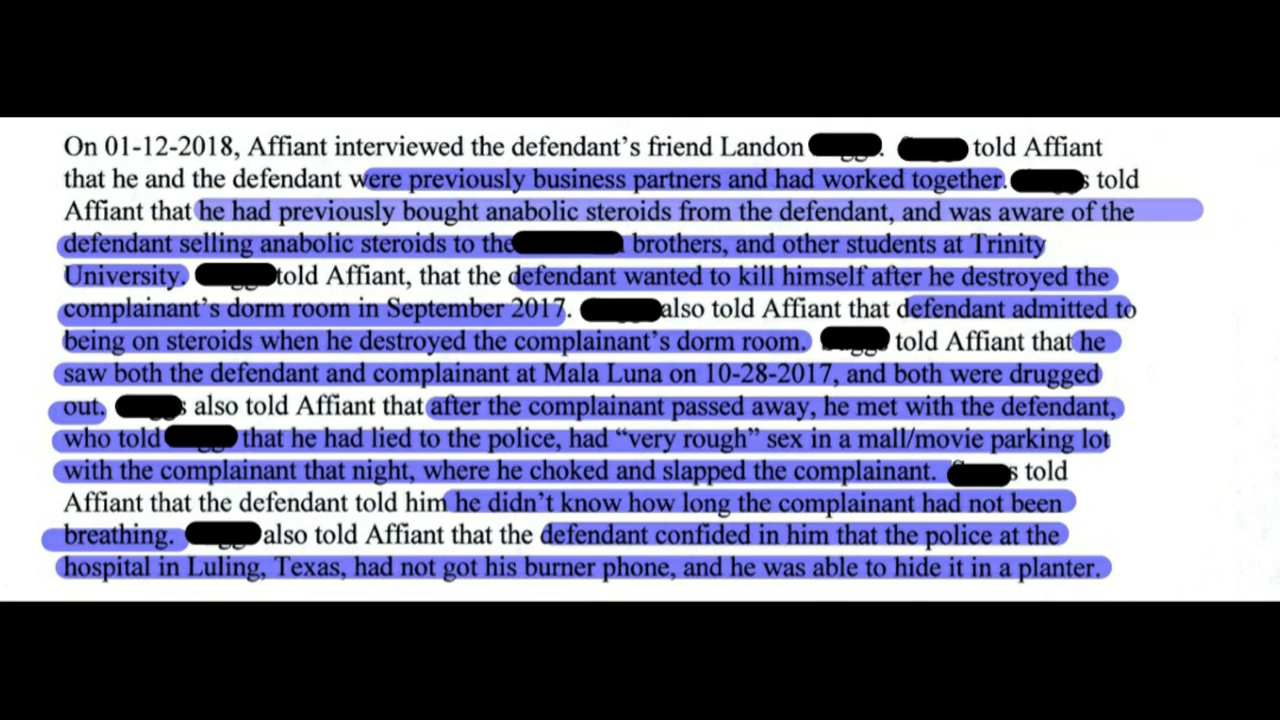 On 01-12-2018, Affiant interviewed the defendant's friend Landon . told Affiant
that he and the defendant were previously business partners and had worked together. told
Affiant that he had previously bought anabolic steroids from the defendant, and was aware of the
defendant selling anabolic steroids to the brothers, and other students at Trinity
University. told Affiant, that the defendant wanted to kill himself after he destroyed the
complainant's dorm room in September 2017. also told Affiant that defendant admitted to
being on steroids when he destroyed the complainant's dorm room. told Affiant that he
saw both the defendant and complainant at Mala Luna on 10-28-2017, and both were drugged
out. also told Affiant that after the complainant passed away, he met with the defendant,
who told that he had lied to the police, had “very rough” sex in a mall/movie parking lot
with the complainant that night, where he choked and slapped the complainant. told
Affiant that the defendant told him he didn't know how long the complainant had not been
breathing. also told Affiant that the defendant confided in him that the police at the
hospital in Luling, Texas, had not got his burner phone, and he was able to hide it in a planter.